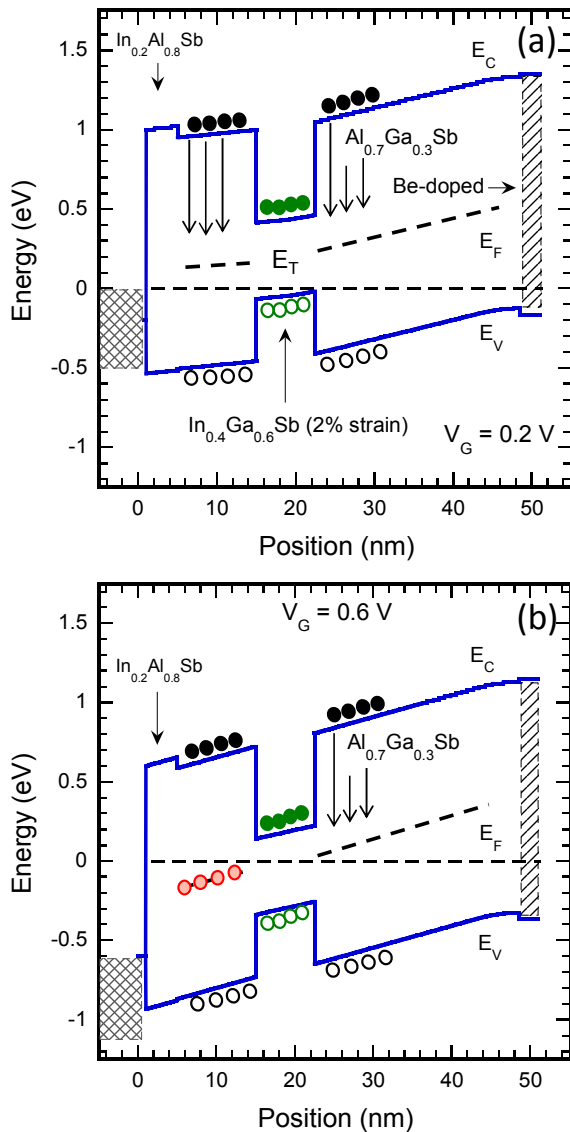 (a)
In0.2Al0.8Sb
EC
1.5
1
0.5
0
-0.5
-1
Al0.7Ga0.3Sb
Be-doped
ET
EF
EV
In0.4Ga0.6Sb (2% strain)
VG = 0.2 V
Energy (eV)
0 10 20 30 40 50
Position (nm)
(b)
VG = 0.6 V
In0.2Al0.8Sb
EC
1.5
1
0.5
0
-0.5
-1
Al0.7Ga0.3Sb
EF
EV
Energy (eV)
0 10 20 30 40 50
Position (nm)